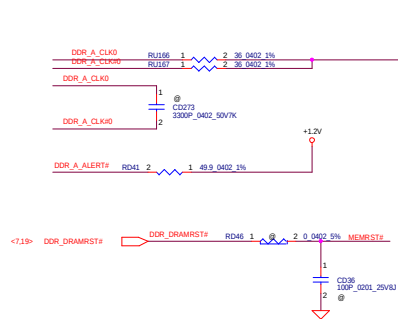 DDR_A_CLK0 RU166 1 2 36_0402_1%
DDR_A_CLK#0 RU167 1 2 36_0402_1%
DDR_A_CLK0
1
@
CD273
3300P_0402_50V7K
2
DDR_A_CLK#0
+1.2V
DDR_A_ALERT# RD41 2 1 49.9_0402_1%
<7,19> DDR_DRAMRST# DDR_DRAMRST# RD46 1 @ 2 0_0402_5% MEMRST#
1
CD36
100P_0201_25V8J
2
@